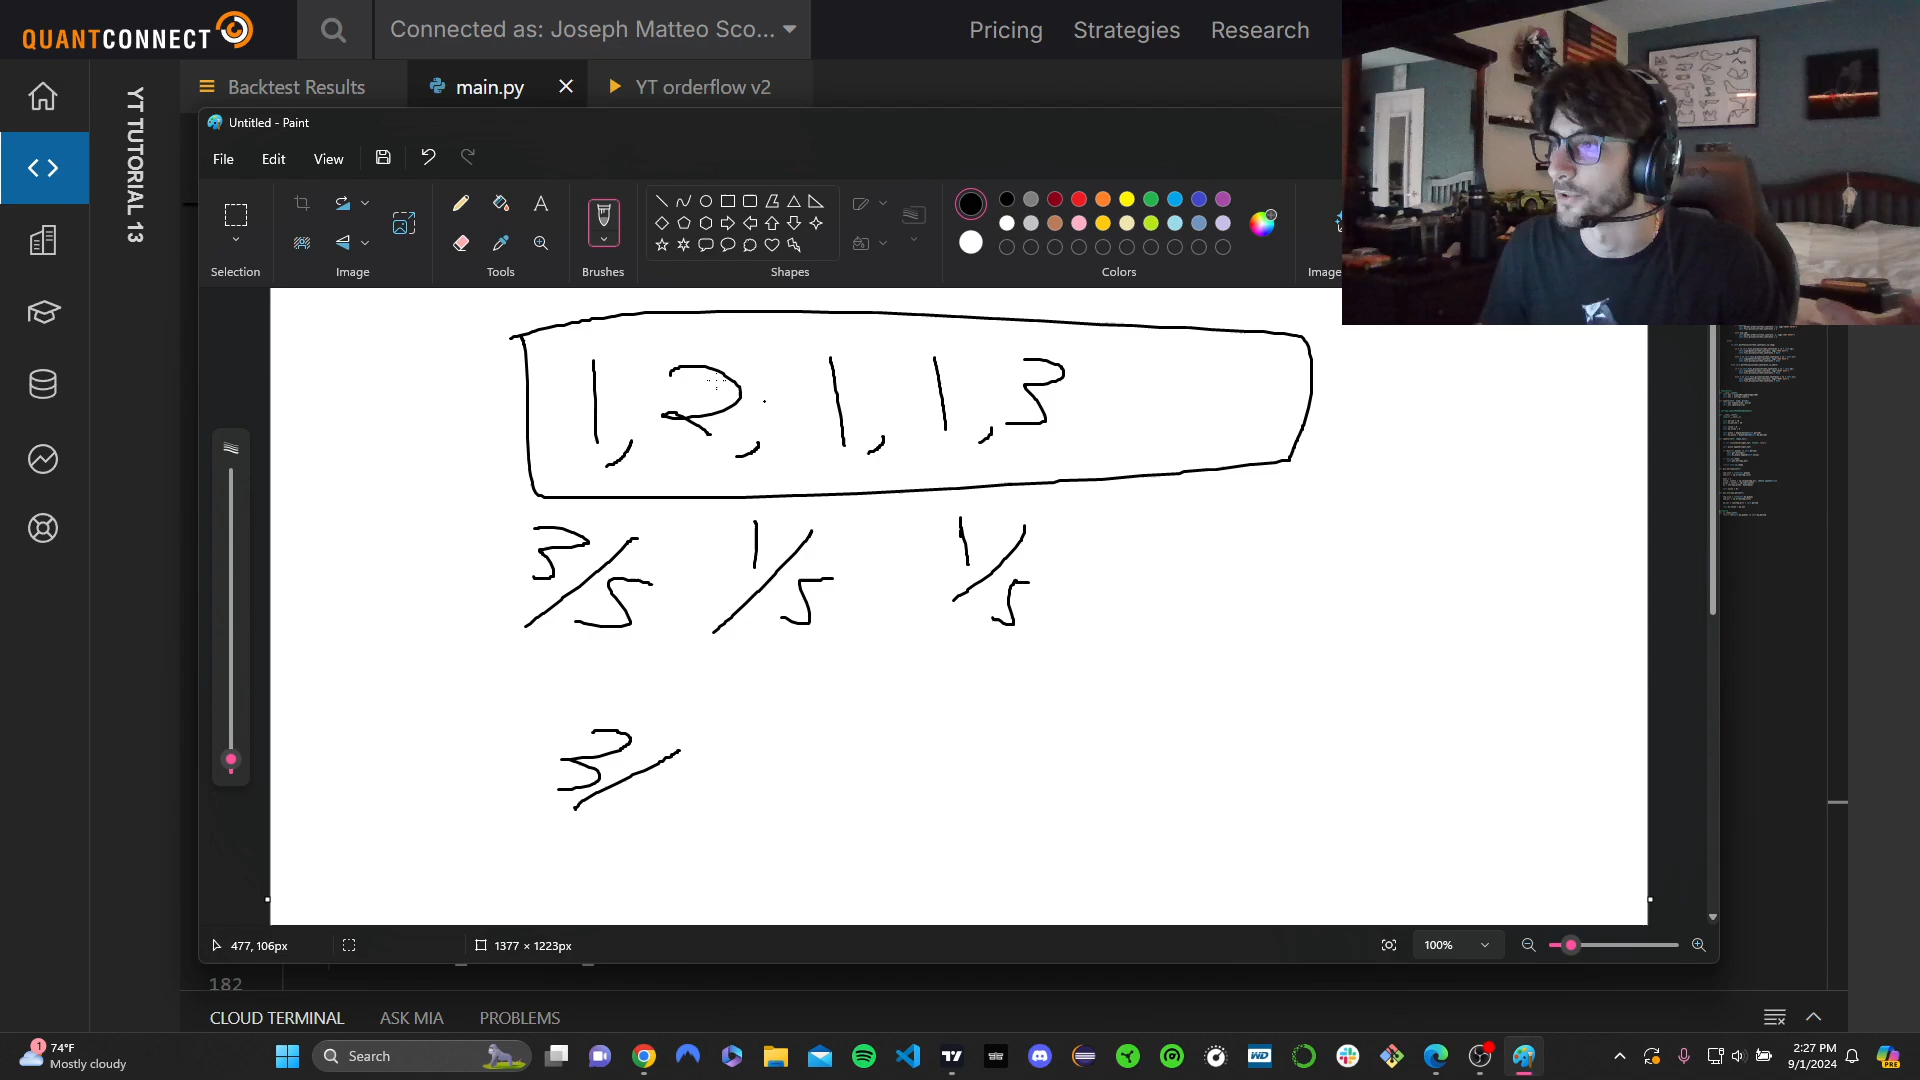 QUANTCONNECT
Connected as: Joseph Matteo Sco...
Pricing
Strategies
Research
YT TUTORIAL 13
Backtest Results
main.py
YT orderflow v2
Untitled - Paint
File
Edit
View
Selection
Image
Tools
Brushes
Shapes
Colors
Image
1, 2, 1, 1, 3
3/5 1/5 1/5
3/
477, 106px
1377 × 1223px
100%
182
CLOUD TERMINAL
ASK MIA
PROBLEMS
1
74°F
Mostly cloudy
Search
WD
PRE
2:27 PM
9/1/2024